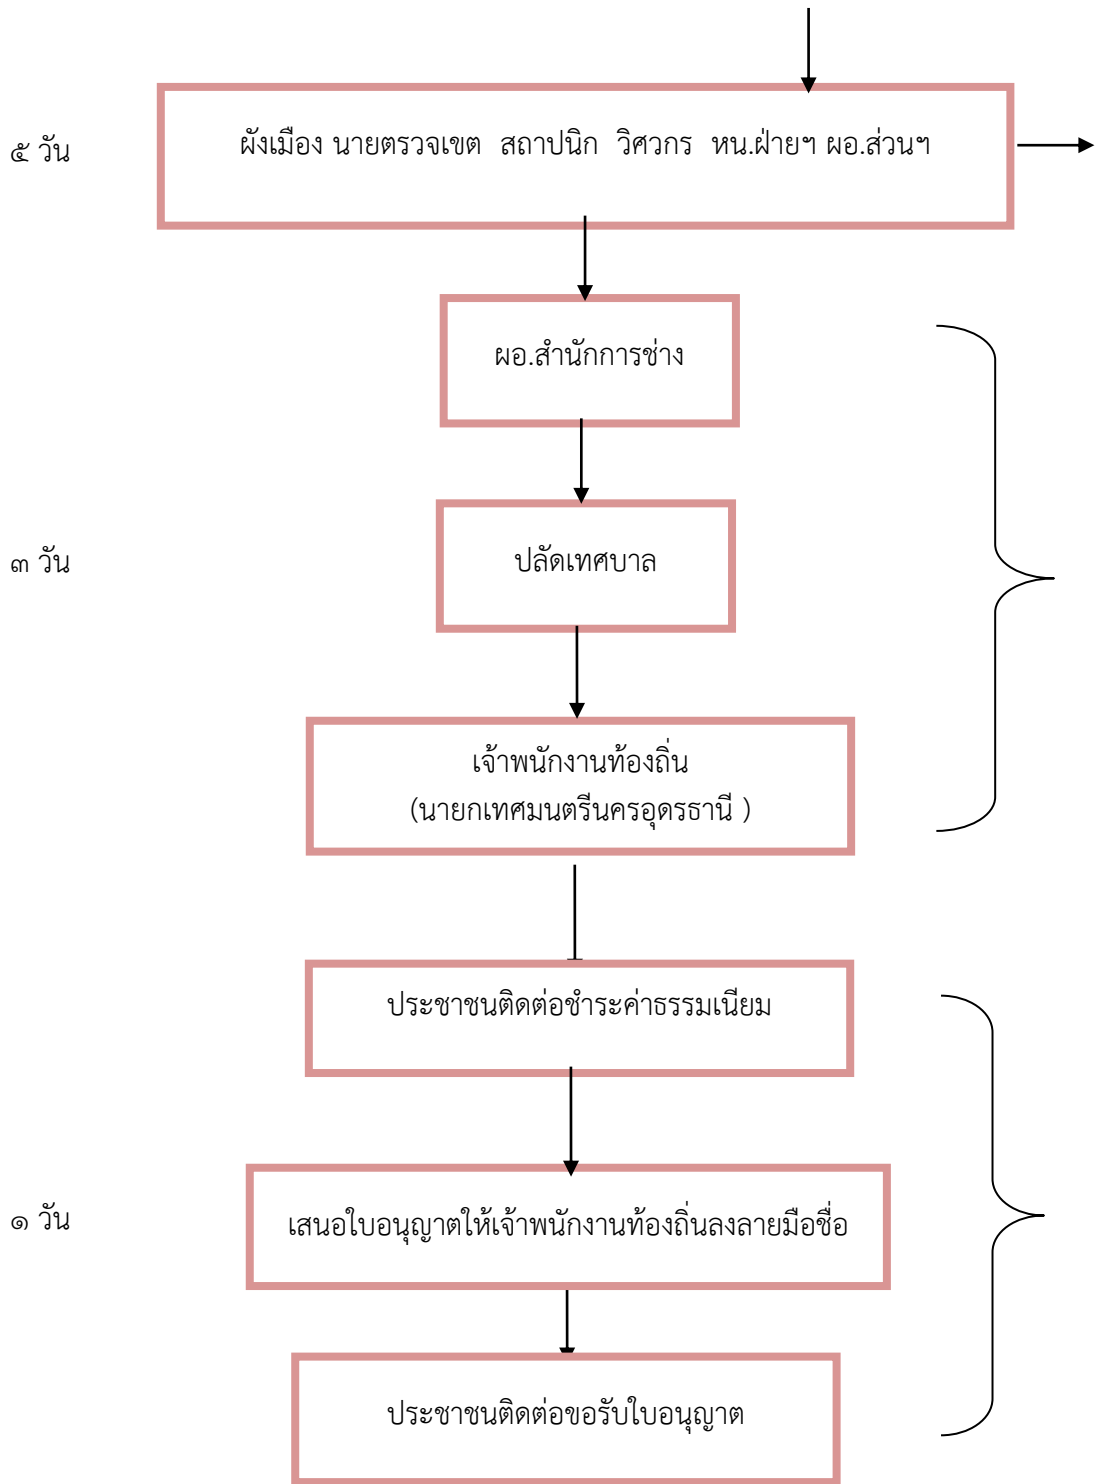 ๕ วัน
ผังเมือง นายตรวจเขต สถาปนิก วิศวกร หน.ฝ่ายฯ ผอ.ส่วนฯ
ผอ.สำนักการช่าง
๓ วัน
ปลัดเทศบาล
เจ้าพนักงานท้องถิ่น
(นายกเทศมนตรีนครอุดรธานี )
ประชาชนติดต่อชำระค่าธรรมเนียม
๑ วัน
เสนอใบอนุญาตให้เจ้าพนักงานท้องถิ่นลงลายมือชื่อ
ประชาชนติดต่อขอรับใบอนุญาต